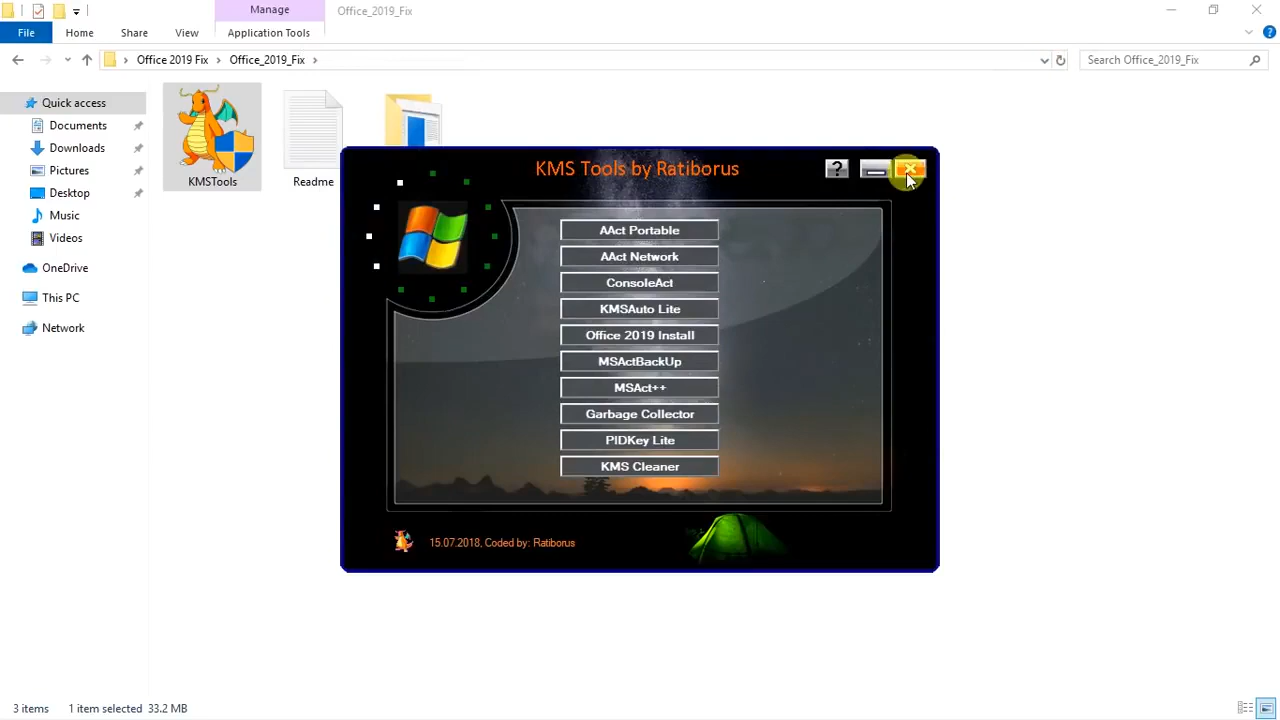 Manage
Office_2019_Fix
File
Home
Share
View
Application Tools
Office 2019 Fix
Office_2019_Fix
Search Office_2019_Fix
Quick access
Documents
Downloads
Pictures
Desktop
Music
Videos
OneDrive
This PC
Network
KMSTools
Readme
KMS Tools by Ratiborus
?
AAct Portable
AAct Network
ConsoleAct
KMSAuto Lite
Office 2019 Install
MSActBackUp
MSAct++
Garbage Collector
PIDKey Lite
KMS Cleaner
15.07.2018, Coded by: Ratiborus
3 items 1 item selected 33.2 MB